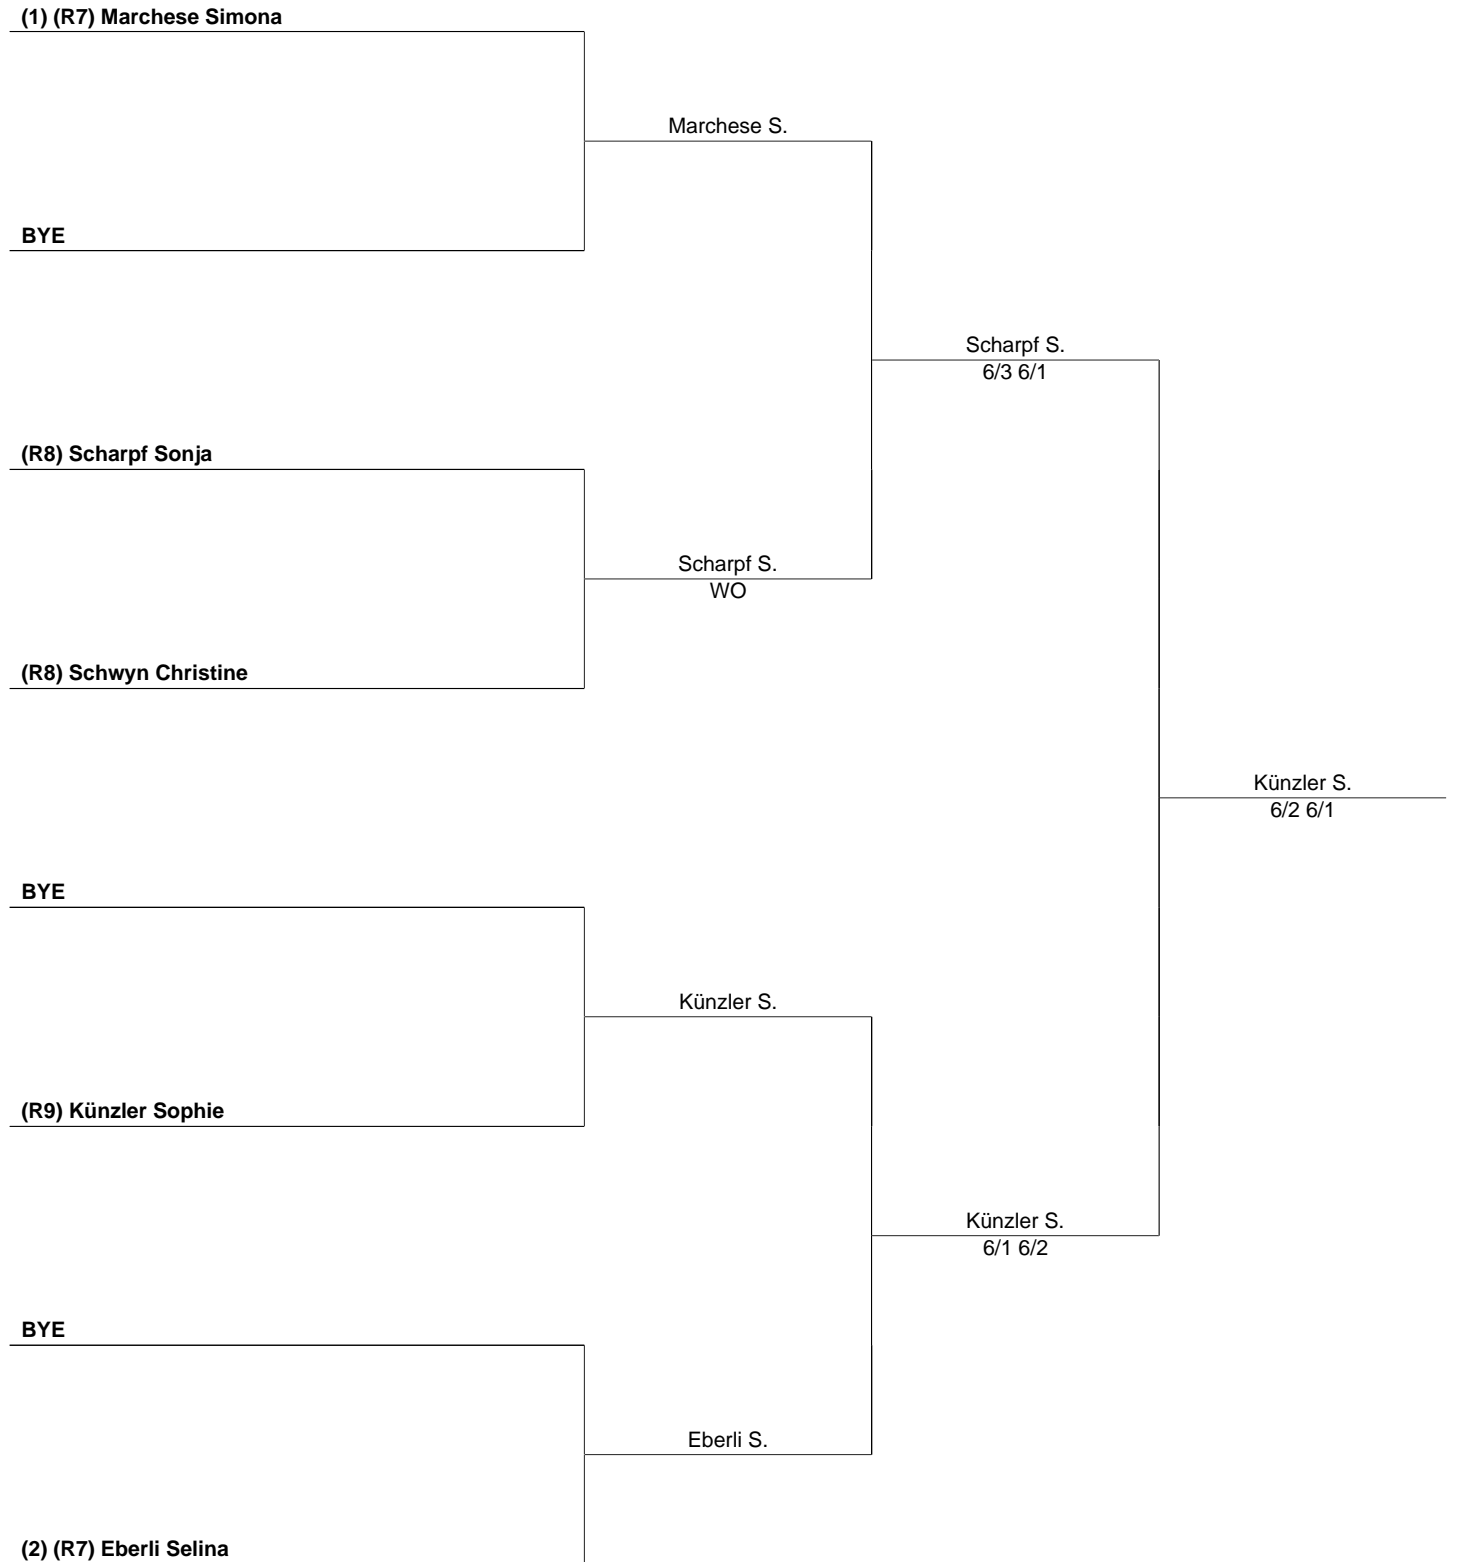 (1) (R7) Marchese Simona
Marchese S.
BYE
Scharpf S.
6/3 6/1
(R8) Scharpf Sonja
Scharpf S.
WO
(R8) Schwyn Christine
Künzler S.
6/2 6/1
BYE
Künzler S.
(R9) Künzler Sophie
Künzler S.
6/1 6/2
BYE
Eberli S.
(2) (R7) Eberli Selina